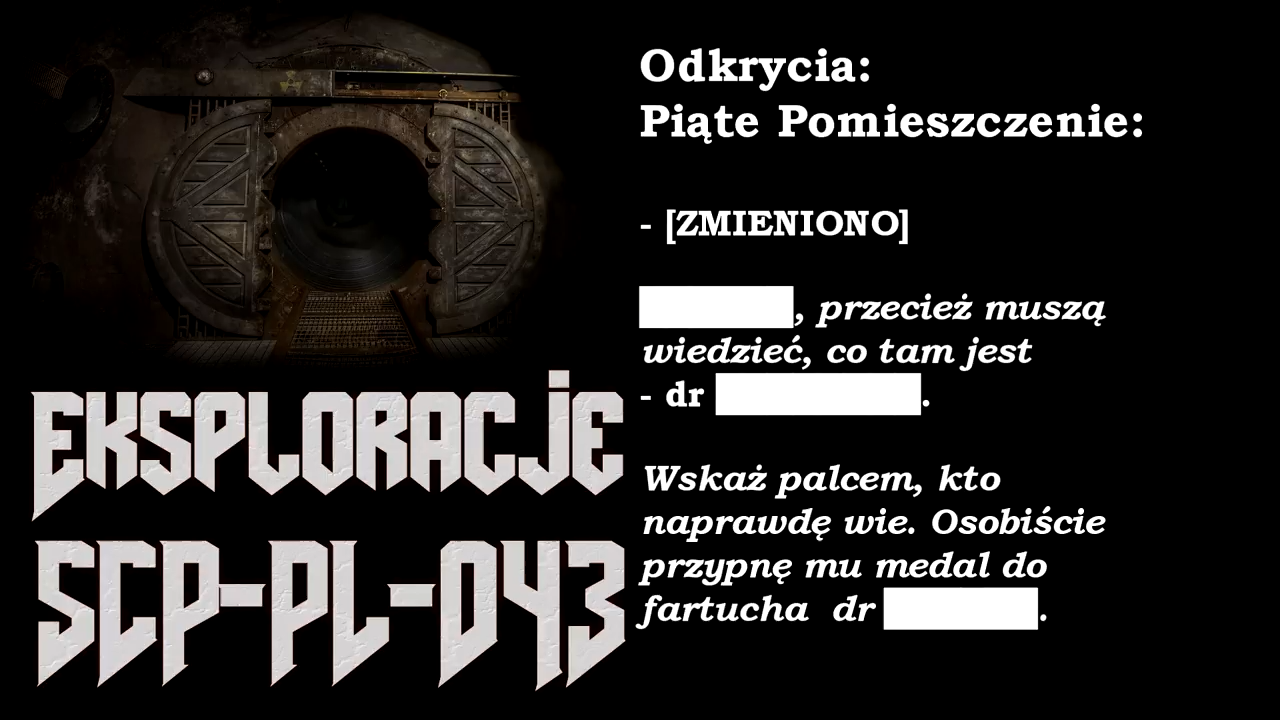 Odkrycia:
Piąte Pomieszczenie:
- [ZMIENIONO]
, przecież muszą
wiedzieć, co tam jest
- dr .
Wskaż palcem, kto
naprawdę wie. Osobiście
przypnę mu medal do
fartucha dr .
EKSPLORACJE
SCP-PL-043